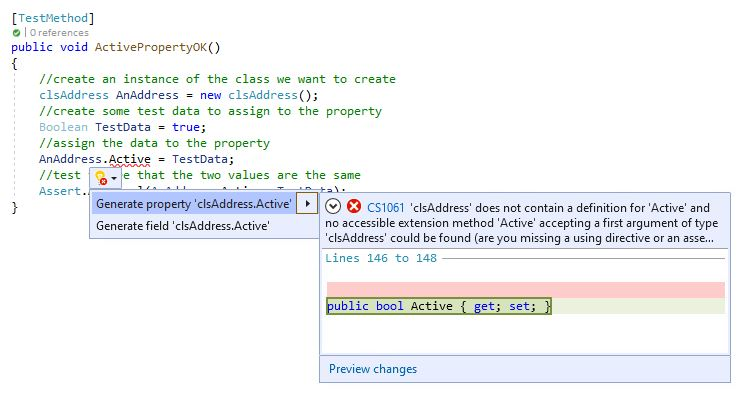 [TestMethod]
| 0 references
public void ActivePropertyOK()
{
//create an instance of the class we want to create
clsAddress AnAddress = new clsAddress();
//create some test data to assign to the property
Boolean TestData = true;
//assign the data to the property
AnAddress.Active = TestData;
//test that the two values are the same
Assert.
}
Generate property 'clsAddress.Active'
Generate field 'clsAddress.Active'
CS1061 'clsAddress' does not contain a definition for 'Active' and
no accessible extension method 'Active' accepting a first argument of type
'clsAddress' could be found (are you missing a using directive or an asse...
Lines 146 to 148
public bool Active { get; set; }
Preview changes